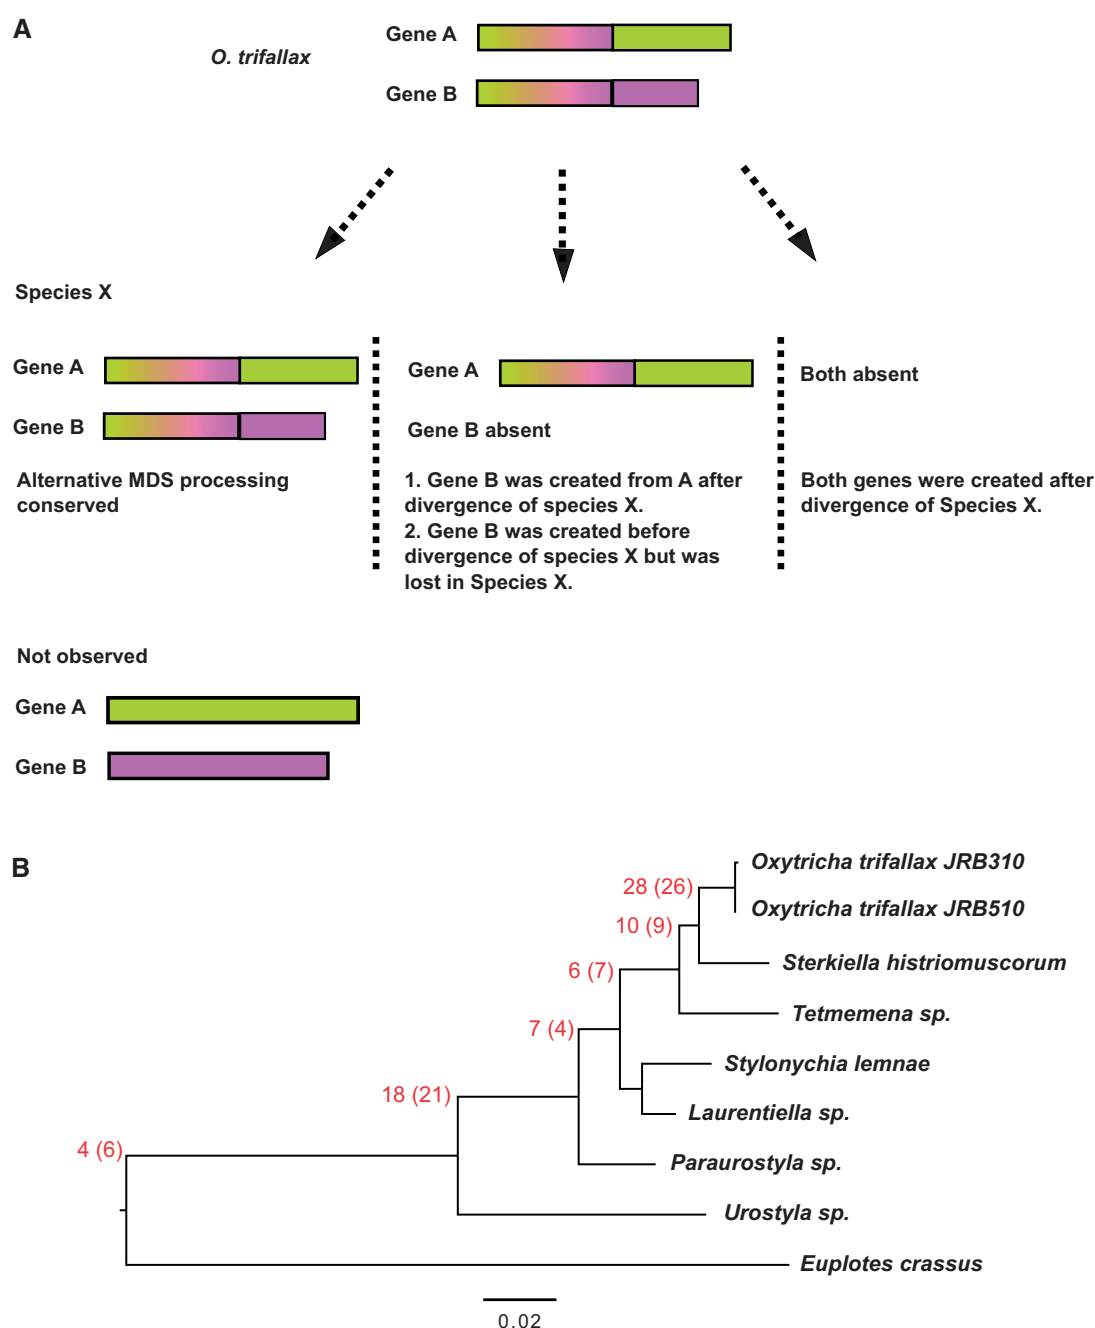 A
O. trifallax
Gene A
Gene B
Species X
Gene A
Gene B
Alternative MDS processing
conserved
Gene A
Gene B absent
1. Gene B was created from A after
divergence of species X.
2. Gene B was created before
divergence of species X but was
lost in Species X.
Both absent
Both genes were created after
divergence of Species X.
Not observed
Gene A
Gene B
B
Oxytricha trifallax JRB310
28 (26)
Oxytricha trifallax JRB510
10 (9)
Sterkiella histriomuscorum
6 (7)
Tetmemena sp.
7 (4)
Stylonychia lemnae
18 (21)
Laurentiella sp.
4 (6)
Paraurostyla sp.
Urostyla sp.
Euplotes crassus
0.02